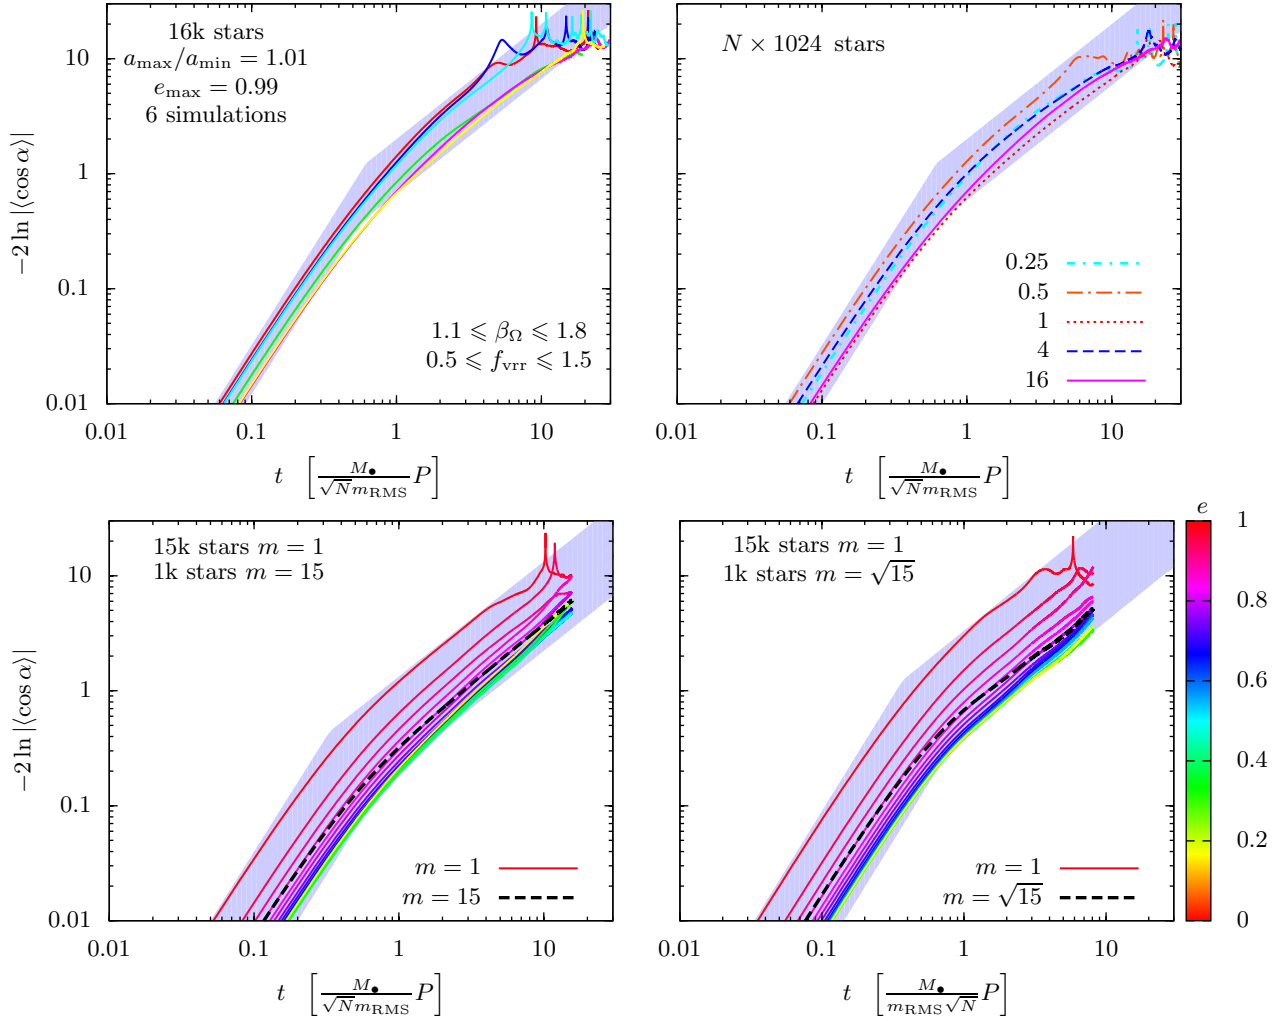 16k stars
a_max/a_min = 1.01
e_max = 0.99
6 simulations
1.1 ⩽ β_Ω ⩽ 1.8
0.5 ⩽ f_vrr ⩽ 1.5
−2 ln |⟨cos α⟩|
10
1
0.1
0.01
0.01
0.1
1
10
t [M_●/(√N m_RMS) P]
N × 1024 stars
0.25
0.5
1
4
16
0.01
0.1
1
10
t [M_●/(√N m_RMS) P]
15k stars m = 1
1k stars m = 15
m = 1
m = 15
−2 ln |⟨cos α⟩|
10
1
0.1
0.01
0.01
0.1
1
10
t [M_●/(√N m_RMS) P]
15k stars m = 1
1k stars m = √15
m = 1
m = √15
0.01
0.1
1
10
t [M_●/(m_RMS √N) P]
e
1
0.8
0.6
0.4
0.2
0